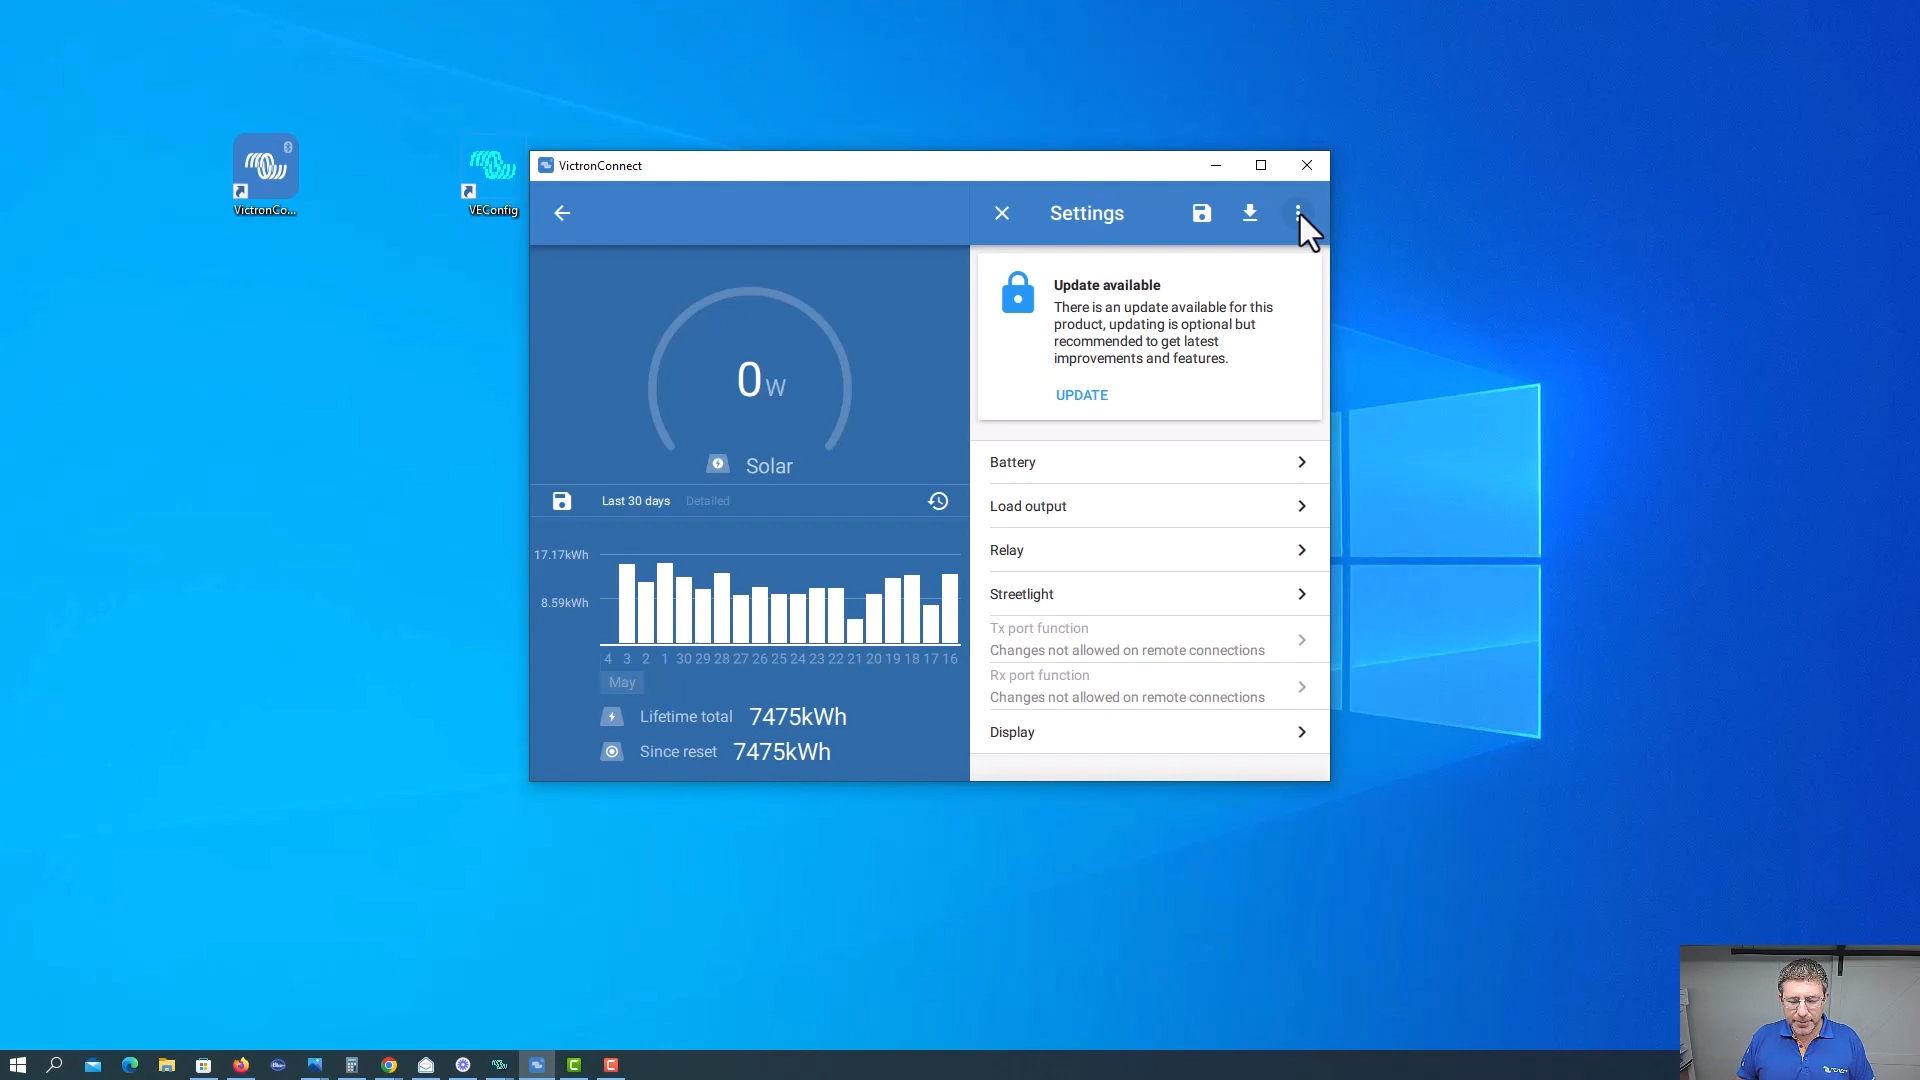 VictronCo...
VEConfig
VictronConnect
Settings
Update available
There is an update available for this
product, updating is optional but
recommended to get latest
improvements and features.
UPDATE
0 W
Solar
Last 30 days Detailed
17.17kWh
8.59kWh
4 3 2 1 30 29 28 27 26 25 24 23 22 21 20 19 18 17 16
May
Lifetime total 7475kWh
Since reset 7475kWh
Battery
Load output
Relay
Streetlight
Tx port function
Changes not allowed on remote connections
Rx port function
Changes not allowed on remote connections
Display